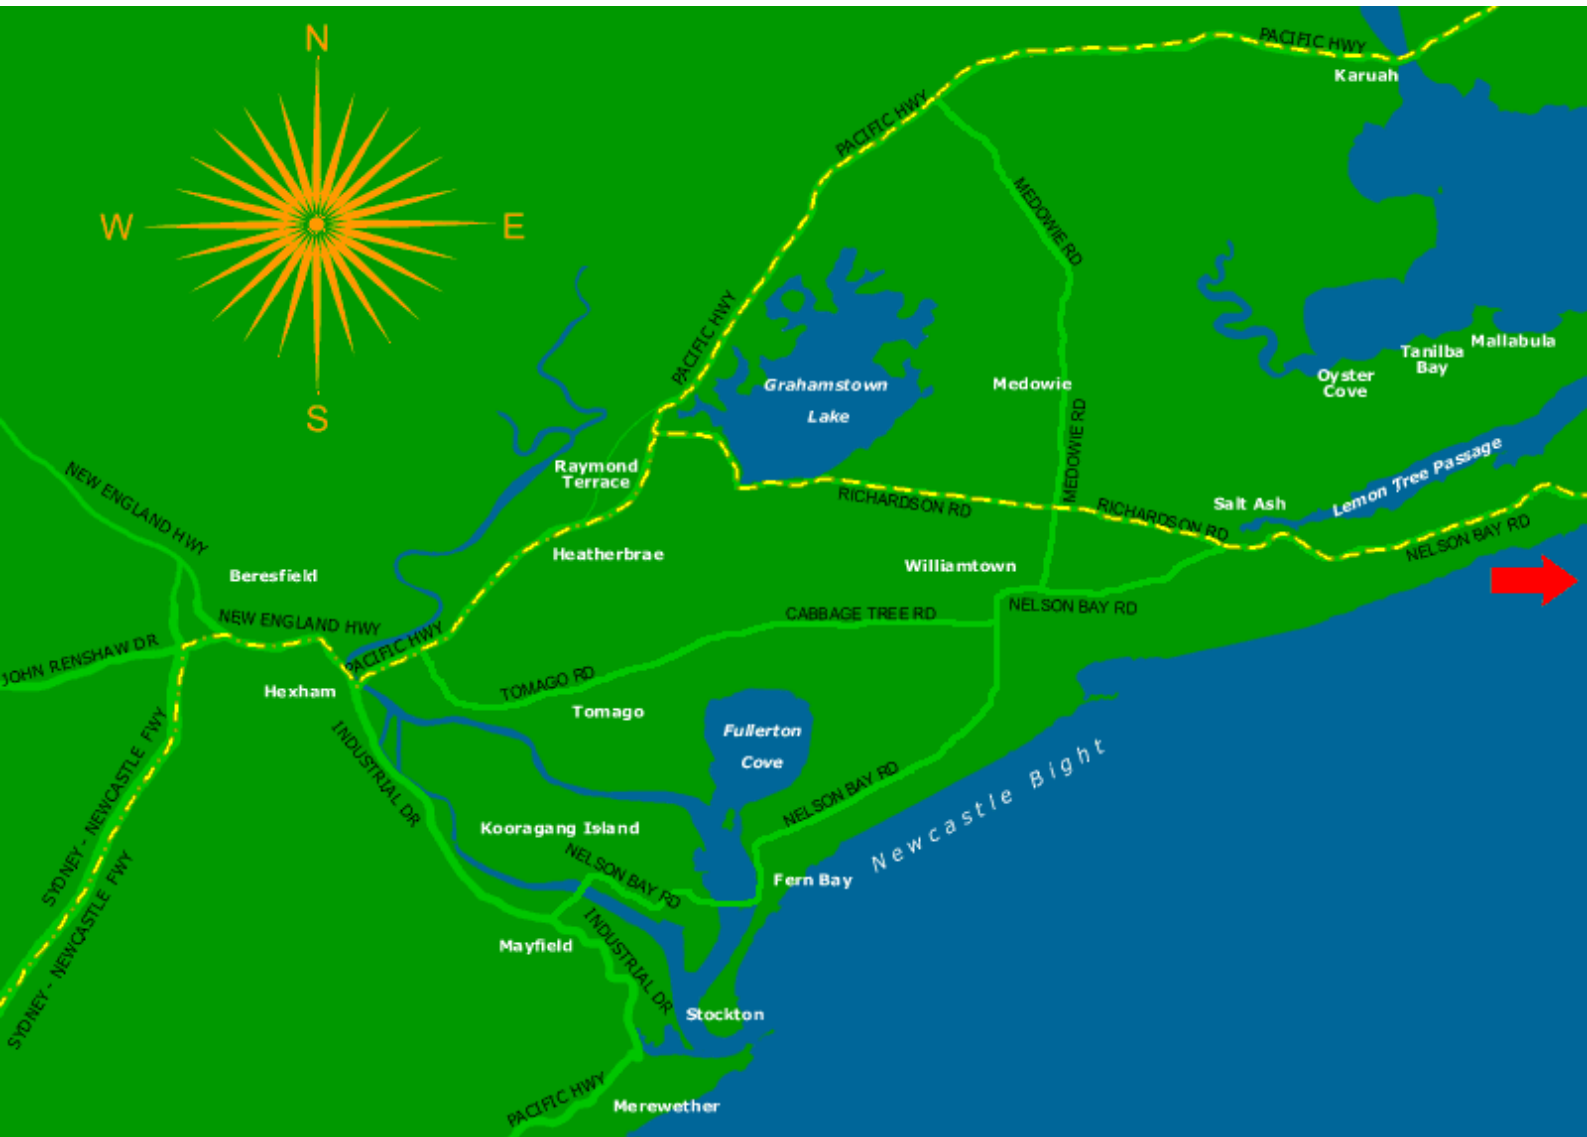 N
PACIFIC HWY
Karuah
PACIFIC HWY
W
E
MEDOWIE RD
PACIFIC HWY
Mallabula
Tanilba
Bay
Grahamstown
Lake
Medowie
Oyster
Cove
S
MEDOWIE RD
Raymond
Terrace
Lemon Tree Passage
NEW ENGLAND HWY
RICHARDSON RD
RICHARDSON RD
Salt Ash
NELSON BAY RD
Heatherbrae
Williamtown
Beresfield
NELSON BAY RD
CABBAGE TREE RD
NEW ENGLAND HWY
PACIFIC HWY
JOHN RENSHAW DR
Hexham
TOMAGO RD
Tomago
Fullerton
Cove
SYDNEY - NEWCASTLE FWY
INDUSTRIAL DR
NELSON BAY RD
Newcastle Bight
Kooragang Island
NELSON BAY RD
Fern Bay
SYDNEY - NEWCASTLE FWY
Mayfield
INDUSTRIAL DR
Stockton
PACIFIC HWY
Merewether